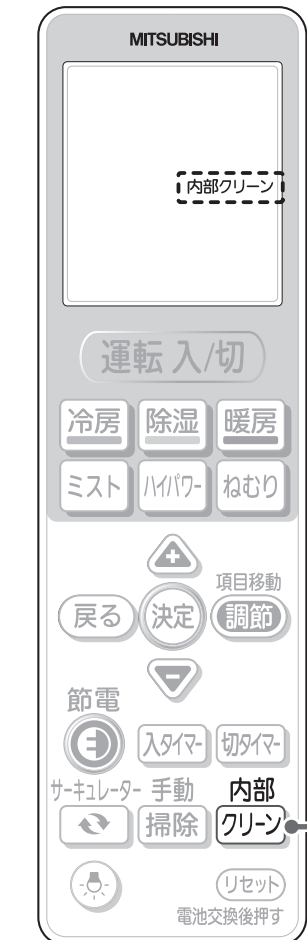 MITSUBISHI
内部クリーン
運転 入/切
冷房 除湿 暖房
ミスト ハイパワー ねむり
項目移動
戻る 決定 調節
節電
入タイマー 切タイマー
サーキュレーター 手動 内部
掃除 クリーン
リセット
電池交換後押す